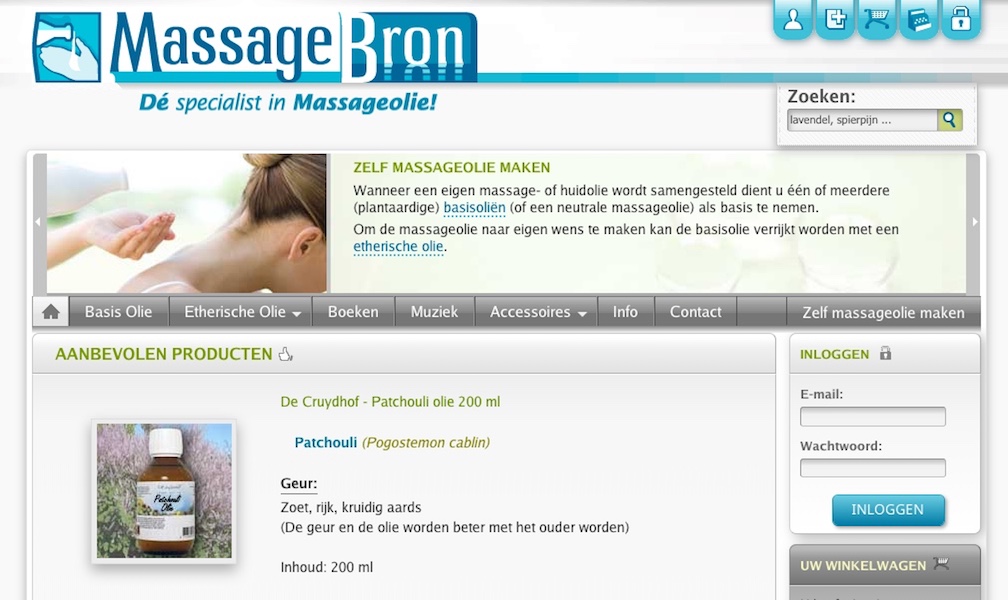 Massage Bron
Dé specialist in Massageolie!
Zoeken:
lavendel, spierpijn ...
ZELF MASSAGEOLIE MAKEN
Wanneer een eigen massage- of huidolie wordt samengesteld dient u één of meerdere
(plantaardige) basisoliën (of een neutrale massageolie) als basis te nemen.
Om de massageolie naar eigen wens te maken kan de basisolie verrijkt worden met een
etherische olie.
Basis Olie Etherische Olie Boeken Muziek Accessoires Info Contact Zelf massageolie maken
AANBEVOLEN PRODUCTEN
De Cruydhof - Patchouli olie 200 ml
Patchouli (Pogostemon cablin)
Geur:
Zoet, rijk, kruidig aards
(De geur en de olie worden beter met het ouder worden)
Inhoud: 200 ml
Patchouli
Olie
INLOGGEN
E-mail:
Wachtwoord:
INLOGGEN
UW WINKELWAGEN